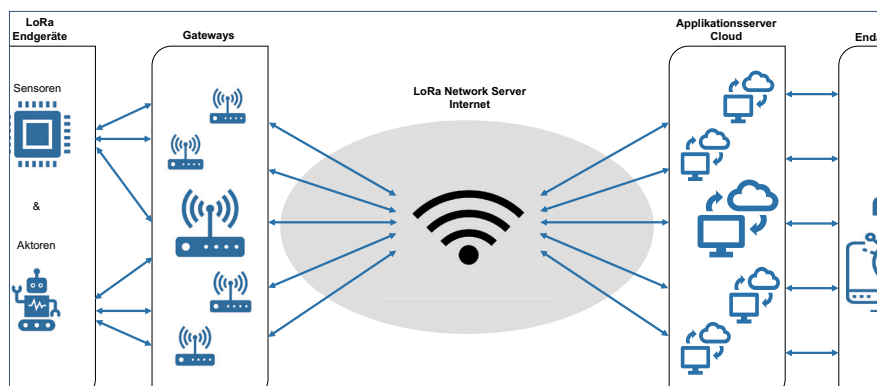 LoRa
Endgeräte
Gateways
LoRa Network Server
Internet
Applikationsserver
Cloud
Sensoren
&
Aktoren